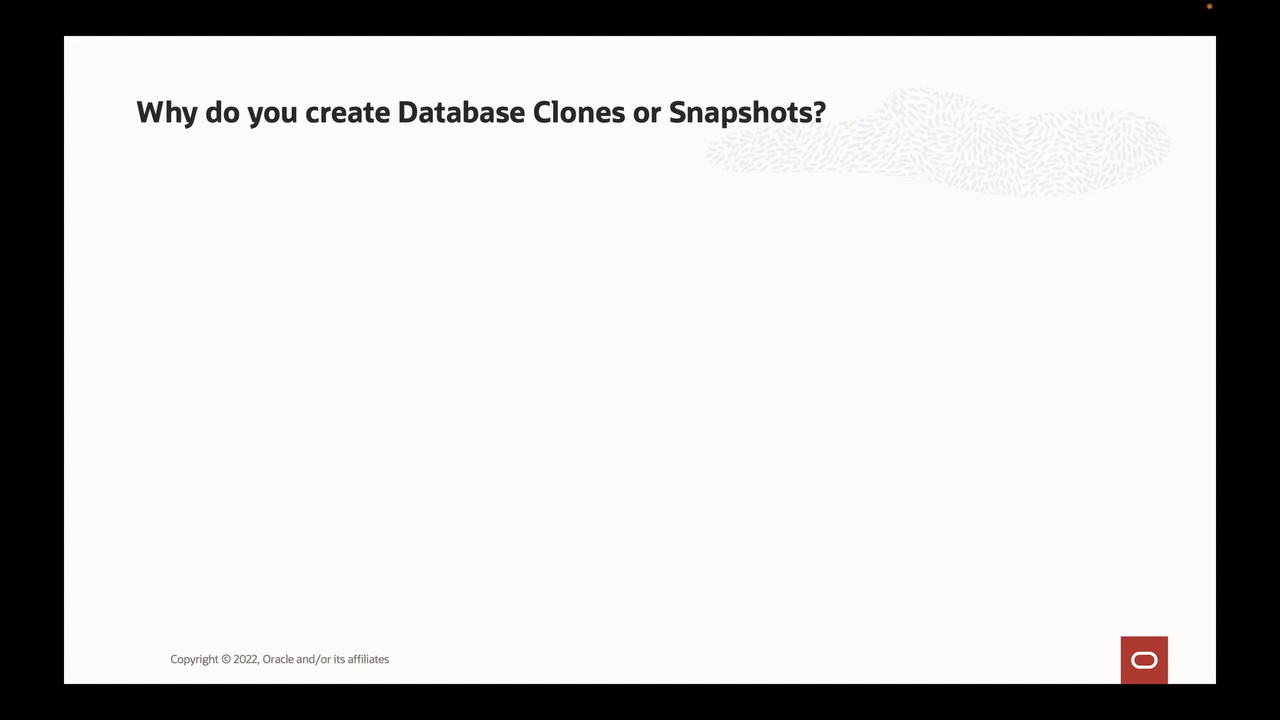 Why do you create Database Clones or Snapshots?
Copyright © 2022, Oracle and/or its affiliates